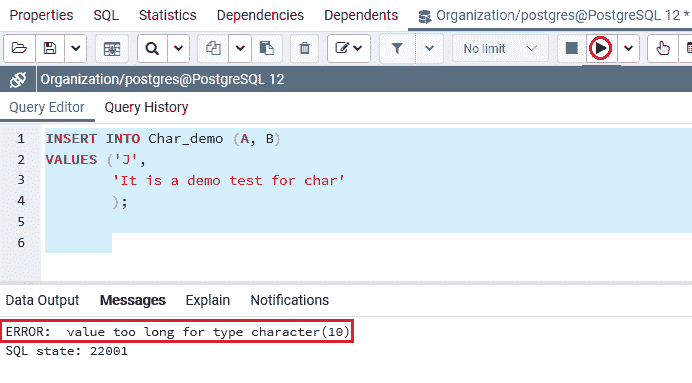 Properties SQL Statistics Dependencies Dependents Organization/postgres@PostgreSQL 12 *
No limit
Organization/postgres@PostgreSQL 12
Query Editor Query History
1 INSERT INTO Char_demo (A, B)
2 VALUES ('J',
3 'It is a demo test for char'
4 );
5
6
Data Output Messages Explain Notifications
ERROR: value too long for type character(10)
SQL state: 22001